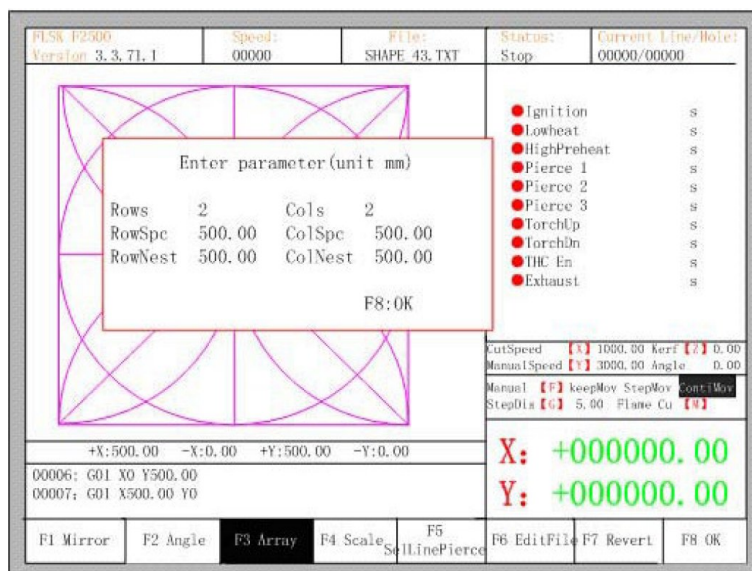 FLSK F2500
Version 3.3.71.1
Speed:
00000
File:
SHAPE 43.TXT
Status:
Stop
Current Line/Hole:
00000/00000
Enter parameter(unit mm)
Rows 2 Cols 2
RowSpc 500.00 ColSpc 500.00
RowNest 500.00 ColNest 500.00
F8:OK
Ignition s
Lowheat s
HighPreheat s
Pierce 1 s
Pierce 2 s
Pierce 3 s
TorchUp s
TorchDn s
THC En s
Exhaust s
CutSpeed 【X】 1000.00 Kerf 【Z】 0.00
ManualSpeed 【Y】 3000.00 Angle 0.00
Manual 【F】 keepMov StepMov ContiMov
StepDis 【G】 5.00 Flame Cu 【M】
+X:500.00 -X:0.00 +Y:500.00 -Y:0.00
00006: G01 X0 Y500.00
00007: G01 X500.00 Y0
X: +000000.00
Y: +000000.00
F1 Mirror
F2 Angle
F3 Array
F4 Scale
F5
SelLinePierce
F6 EditFile
F7 Revert
F8 OK